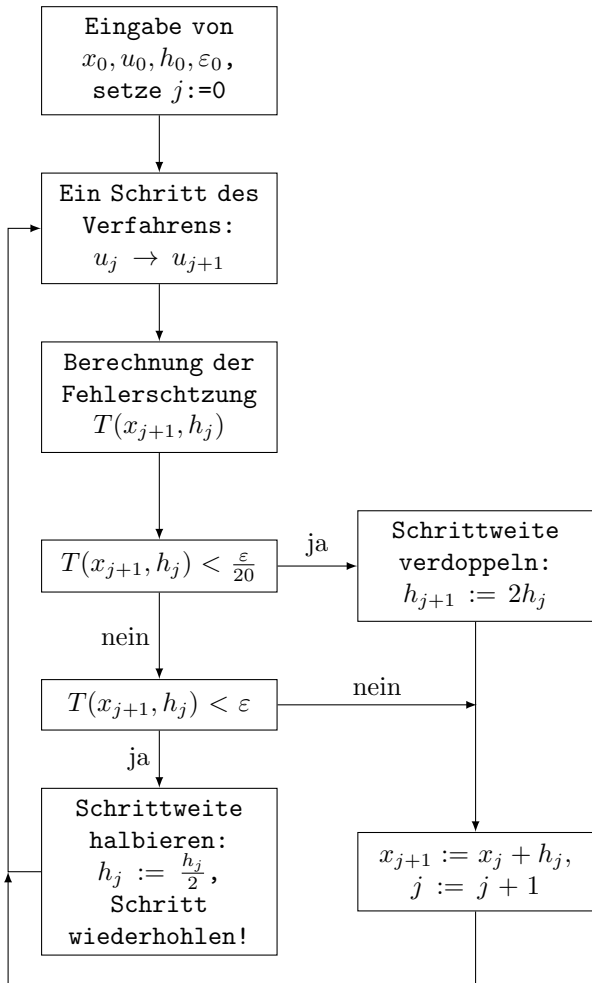 Eingabe von
x_0, u_0, h_0, ε_0,
setze j:=0
Ein Schritt des
Verfahrens:
u_j → u_{j+1}
Berechnung der
Fehlerschtzung
T(x_{j+1}, h_j)
T(x_{j+1}, h_j) < ε/20
ja
Schrittweite
verdoppeln:
h_{j+1} := 2h_j
nein
T(x_{j+1}, h_j) < ε
nein
ja
Schrittweite
halbieren:
h_j := h_j/2,
Schritt
wiederhohlen!
x_{j+1} := x_j + h_j,
j := j + 1